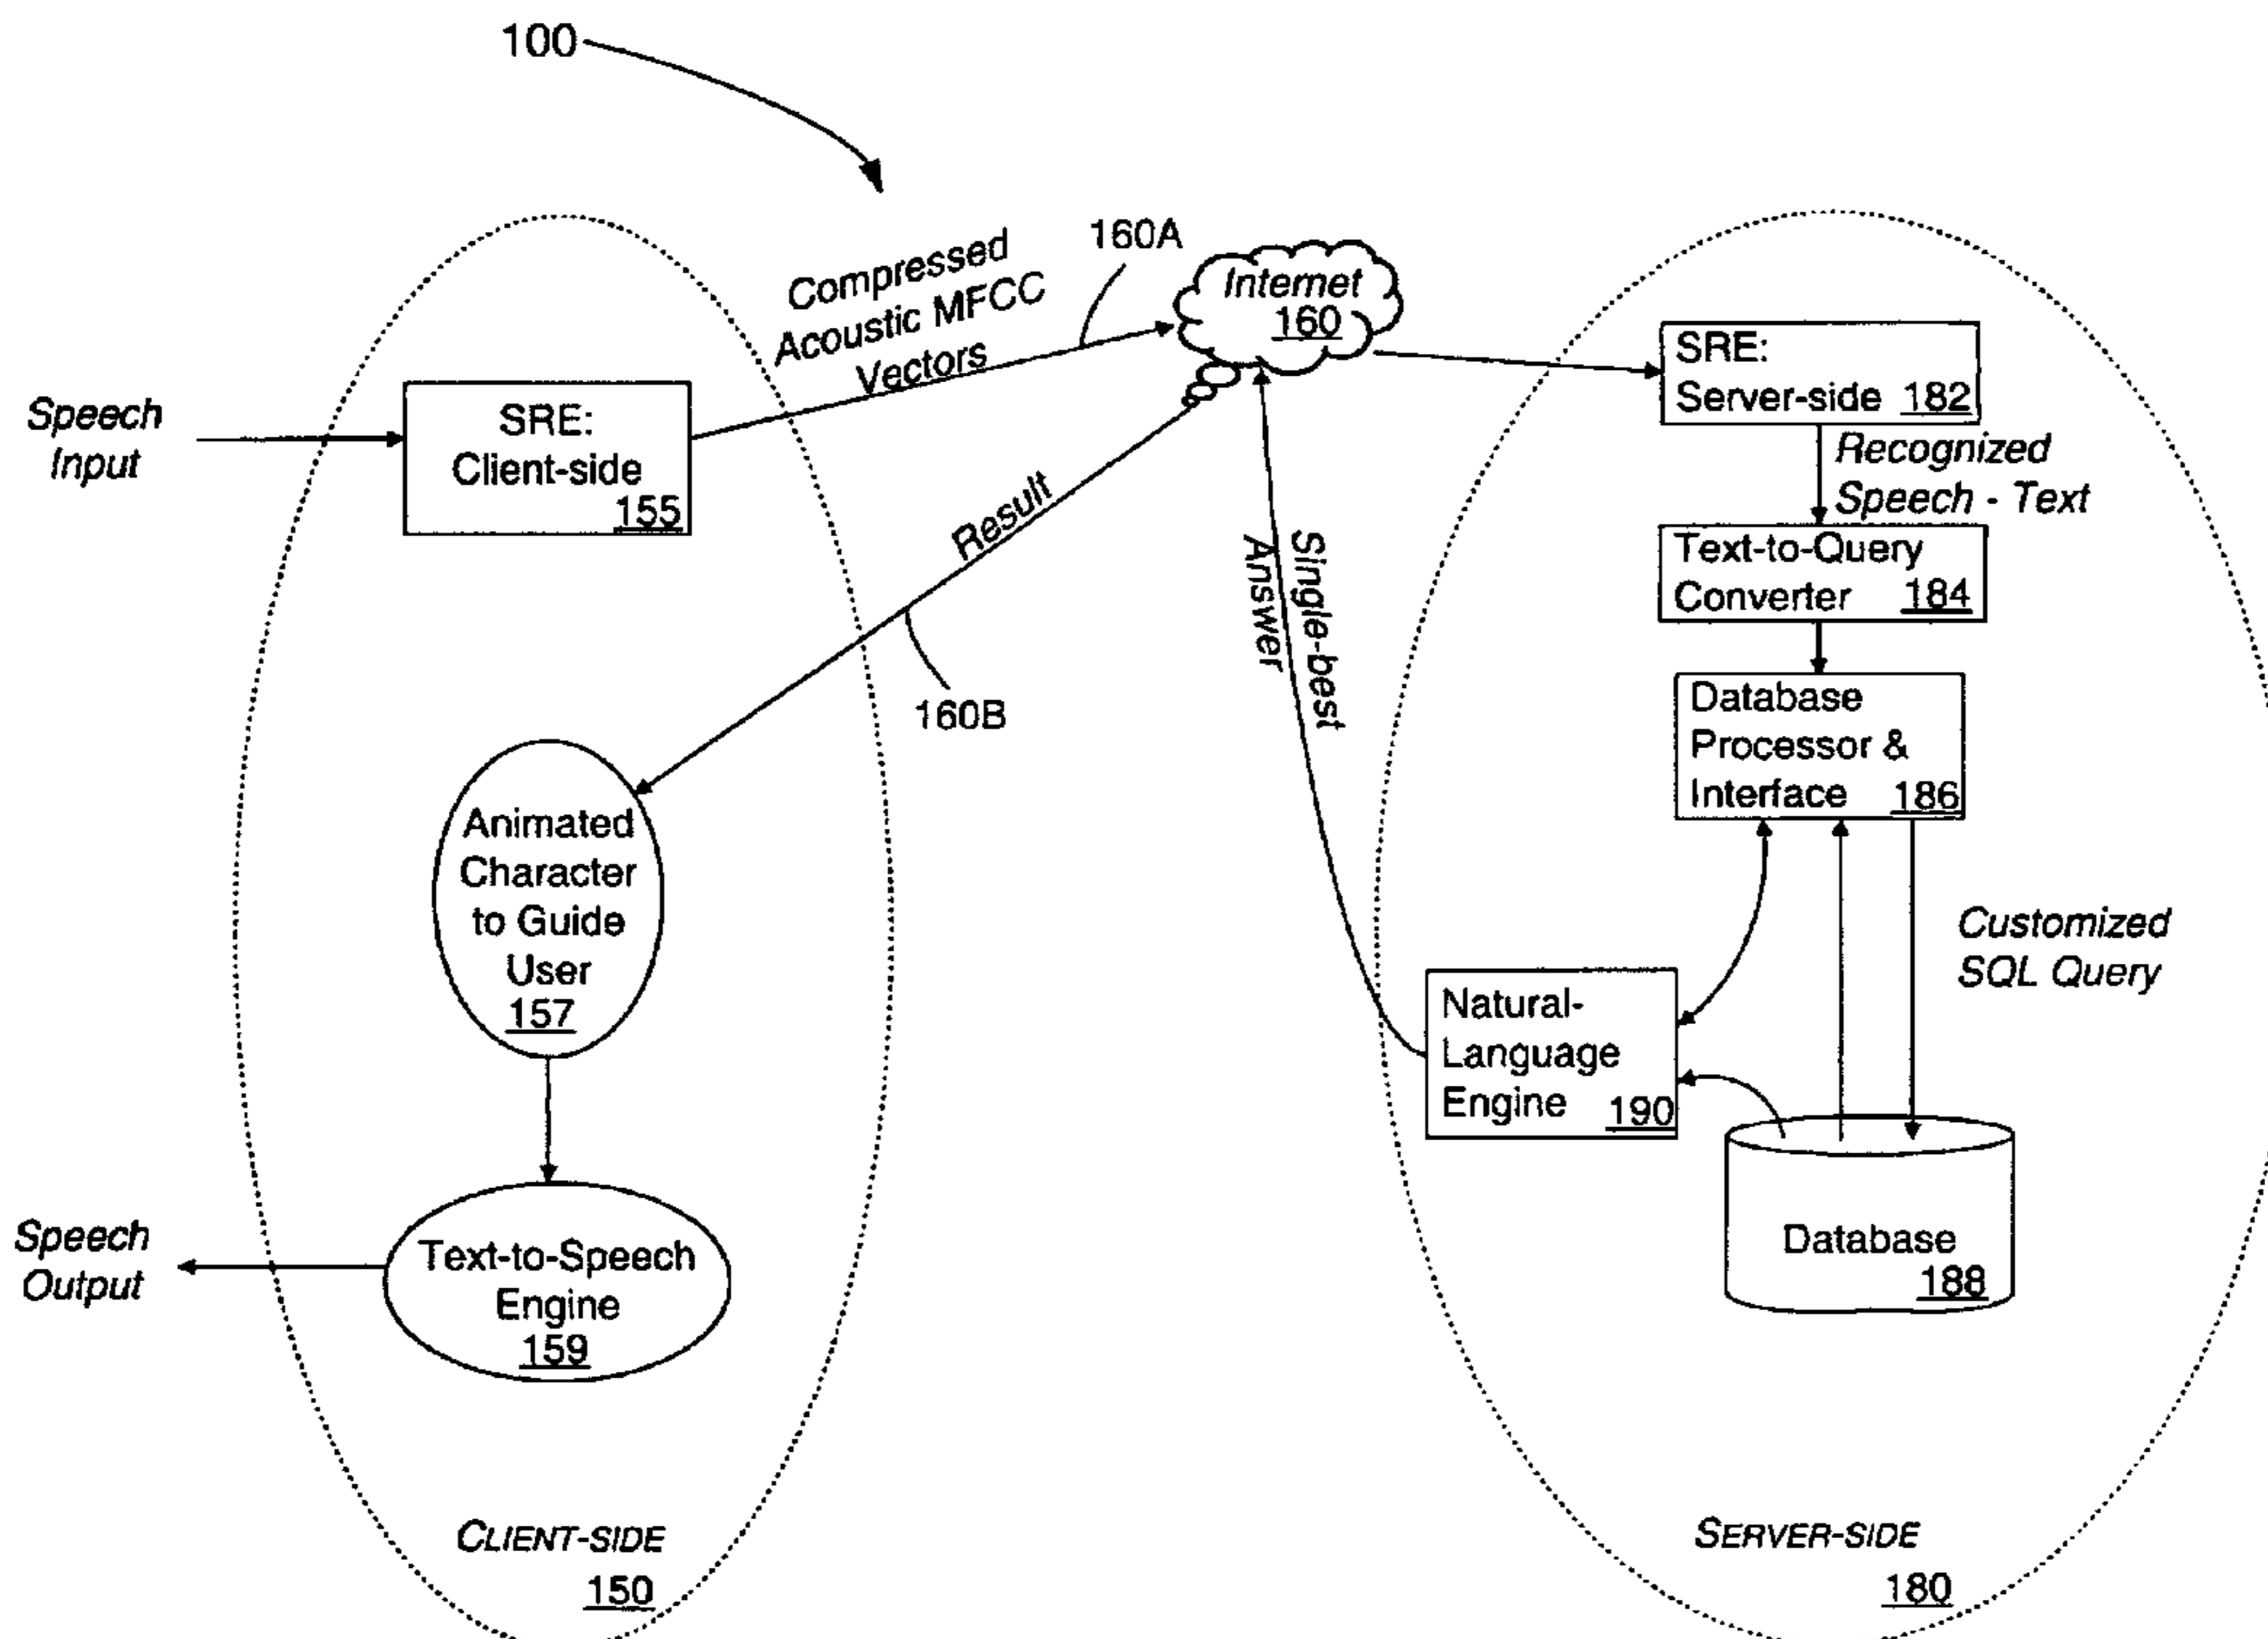 100
Compressed
Acoustic MFCC
Vectors
160A
Internet
160
Speech
Input
SRE:
Client-side
155
Result
160B
Single-best
Answer
SRE:
Server-side 182
Recognized
Speech - Text
Text-to-Query
Converter 184
Database
Processor &
Interface 186
Customized
SQL Query
Natural-
Language
Engine 190
Database
188
Animated
Character
to Guide
User
157
Text-to-Speech
Engine
159
Speech
Output
CLIENT-SIDE
150
SERVER-SIDE
180